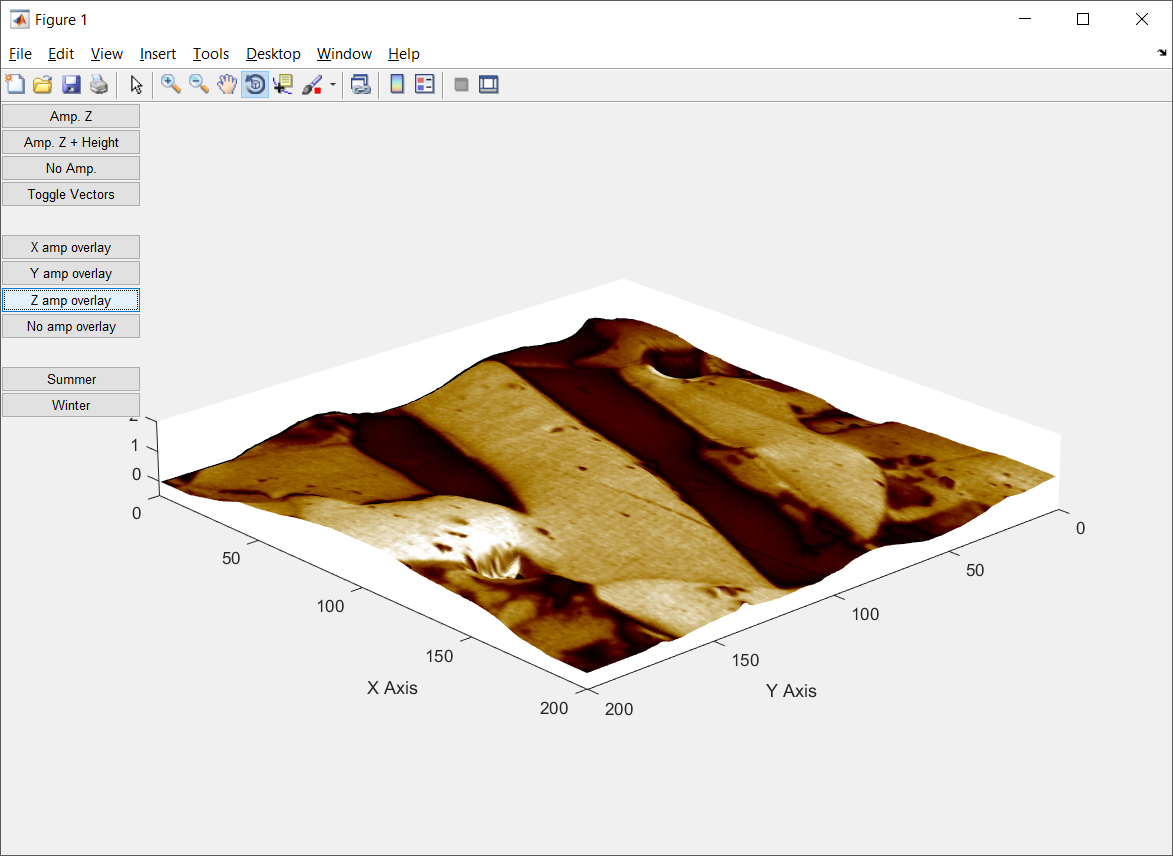 Figure 1
File Edit View Insert Tools Desktop Window Help
Amp. Z
Amp. Z + Height
No Amp.
Toggle Vectors
X amp overlay
Y amp overlay
Z amp overlay
No amp overlay
Summer
Winter
2
1
0
0
50
100
150
200
X Axis
0
50
100
150
200
Y Axis